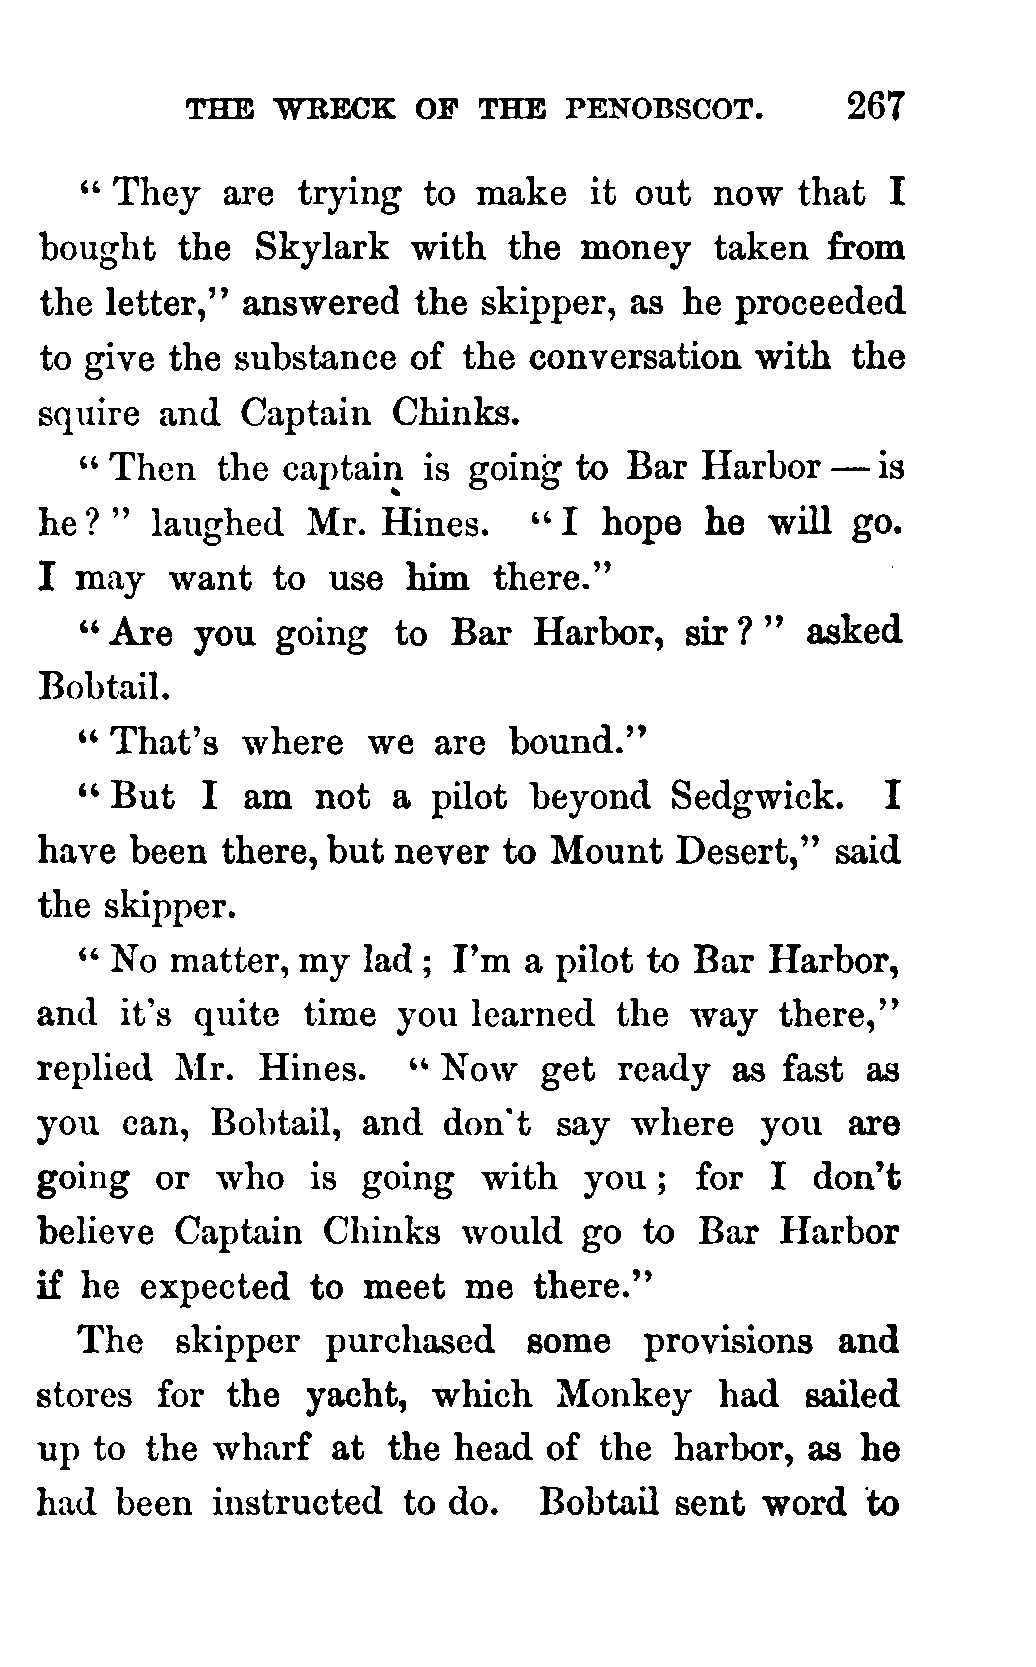 THE WRECK OF THE PENOBSCOT. 267
“They are trying to make it out now that I
bought the Skylark with the money taken from
the letter,” answered the skipper, as he proceeded
to give the substance of the conversation with the
squire and Captain Chinks.
“Then the captain is going to Bar Harbor — is
he?” laughed Mr. Hines. “I hope he will go.
I may want to use him there.”
“Are you going to Bar Harbor, sir?” asked
Bobtail.
“That's where we are bound.”
“But I am not a pilot beyond Sedgwick. I
have been there, but never to Mount Desert,” said
the skipper.
“No matter, my lad; I'm a pilot to Bar Harbor,
and it's quite time you learned the way there,”
replied Mr. Hines. “Now get ready as fast as
you can, Bobtail, and don't say where you are
going or who is going with you; for I don't
believe Captain Chinks would go to Bar Harbor
if he expected to meet me there.”
The skipper purchased some provisions and
stores for the yacht, which Monkey had sailed
up to the wharf at the head of the harbor, as he
had been instructed to do. Bobtail sent word to